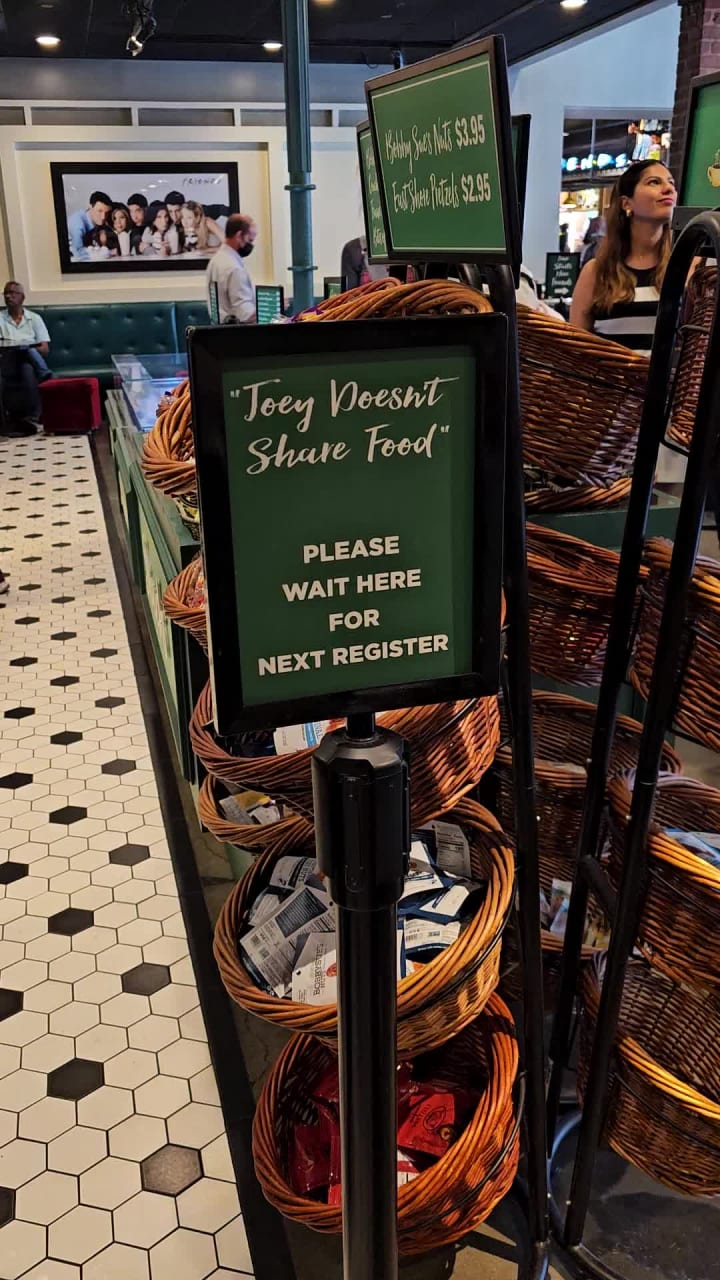 FRIENDS
Bobby Sue's Nuts $3.95
East Shore Pretzels $2.95
"Joey Doesn't
Share Food"
PLEASE
WAIT HERE
FOR
NEXT REGISTER